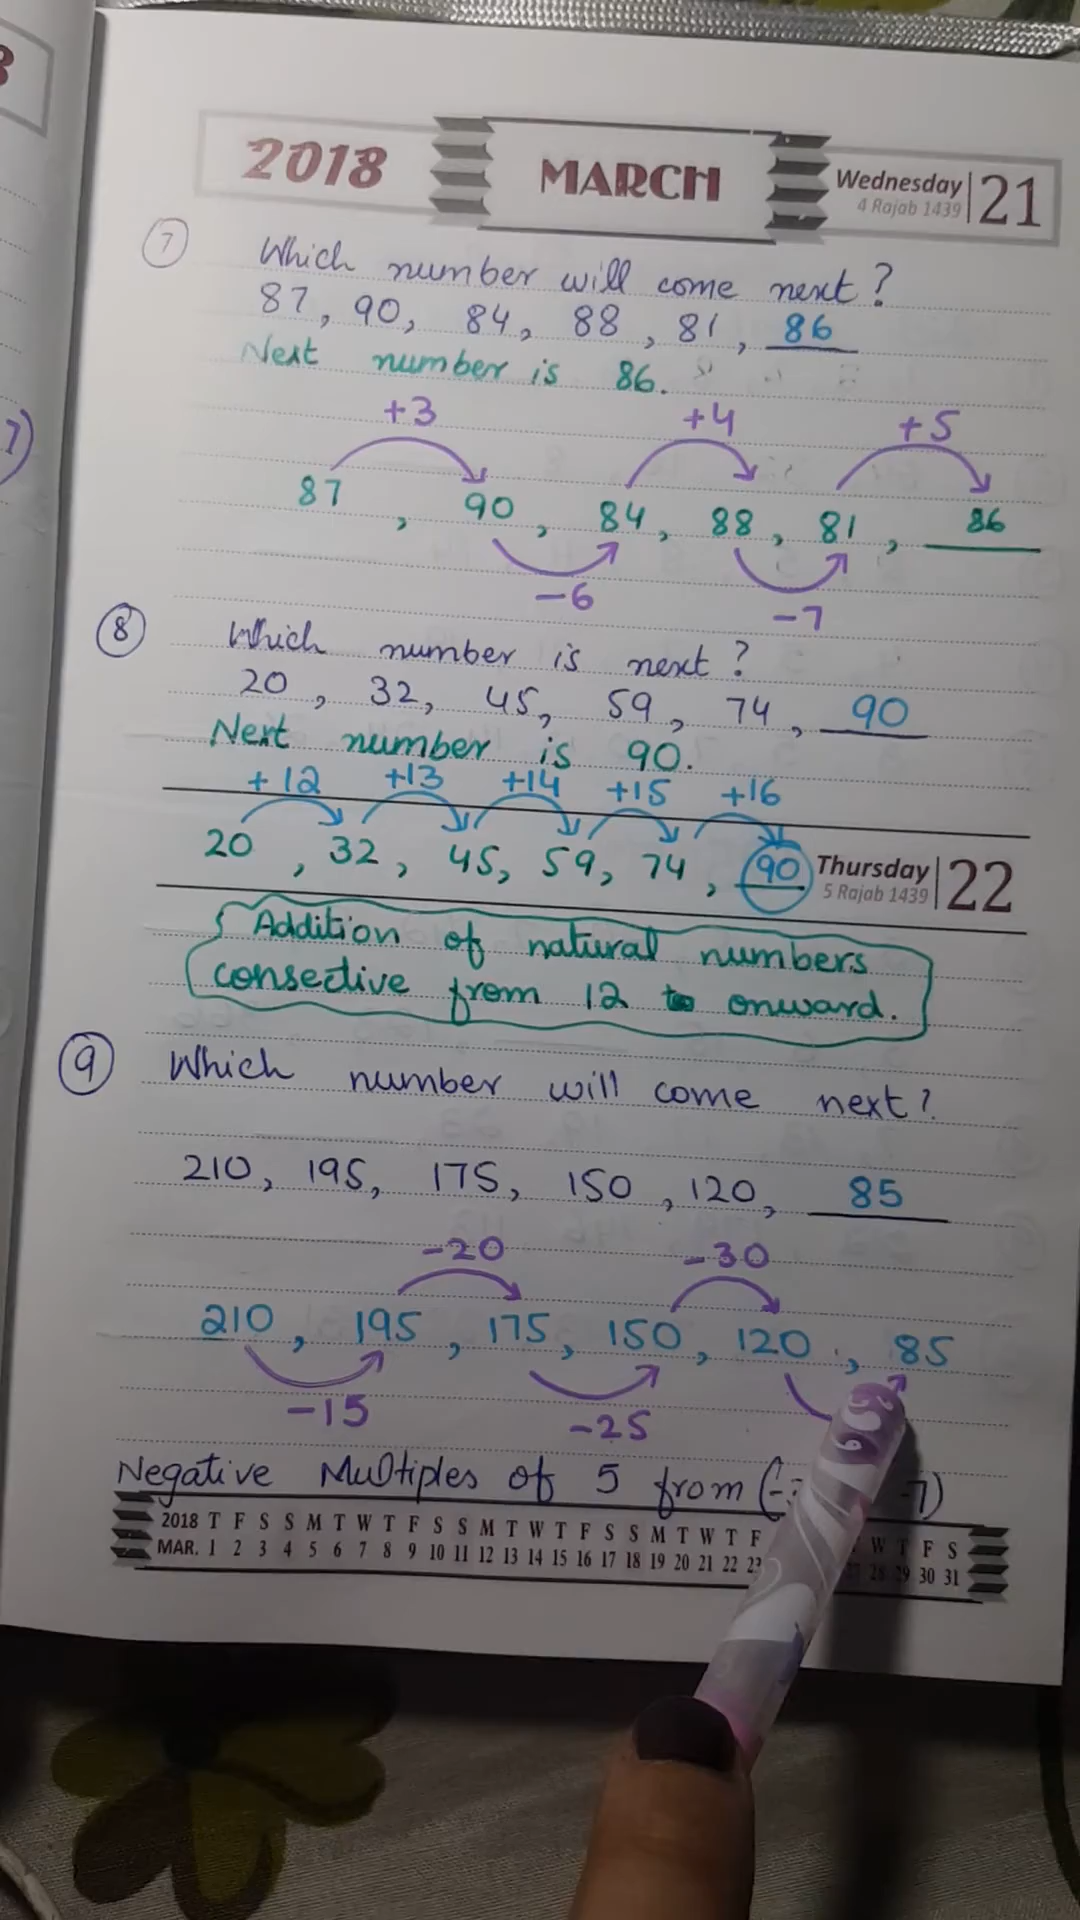 2018 MARCH Wednesday 21
4 Rajab 1439
7 Which number will come next?
87, 90, 84, 88, 81, 86
Next number is 86.
+3 +4 +5
87, 90, 84, 88, 81, 86
-6 -7
8 Which number is next?
20, 32, 45, 59, 74, 90
Next number is 90.
+12 +13 +14 +15 +16
20, 32, 45, 59, 74, 90
Thursday 22
5 Rajab 1439
Addition of natural numbers
consective from 12 to onward.
9 Which number will come next?
210, 195, 175, 150, 120, 85
-20 -30
210, 195, 175, 150, 120, 85
-15 -25
Negative Multiples of 5 from (- -7)
2018 T F S S M T W T F S S M T W T F S S M T W T F W T F S
MAR. 1 2 3 4 5 6 7 8 9 10 11 12 13 14 15 16 17 18 19 20 21 22 23 28 29 30 31